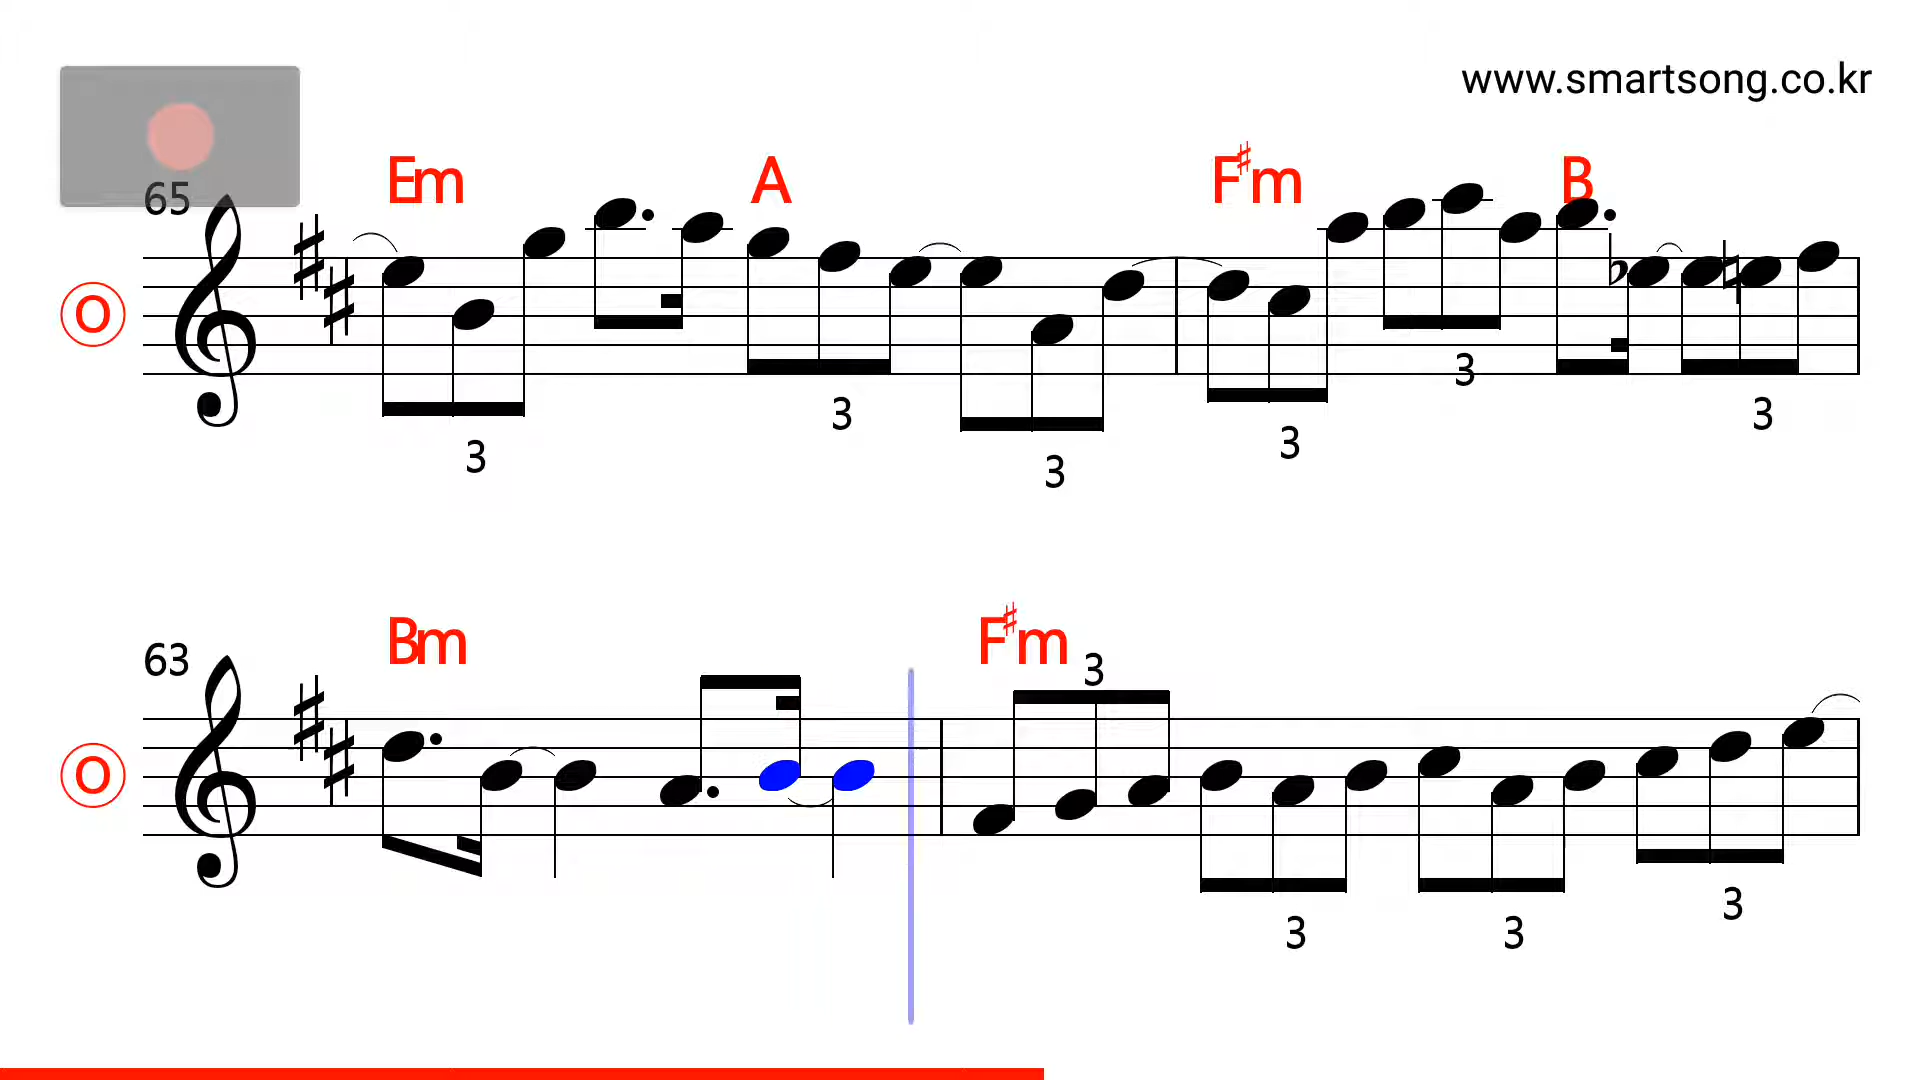 www.smartsong.co.kr
65 Em A F♯m B
O
3 3 3 3 3 3
63 Bm F♯m
3
O
3 3 3